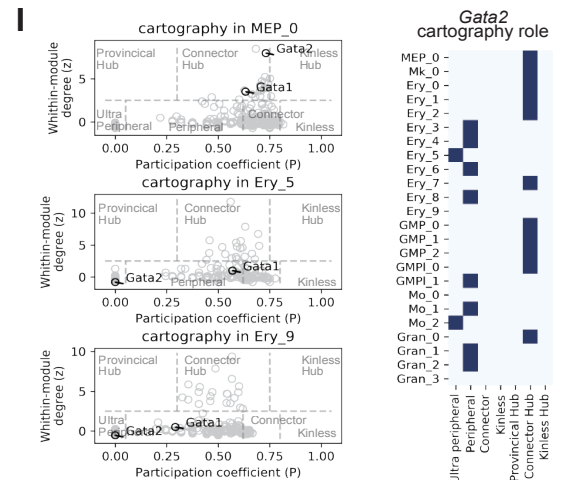 I
cartography in MEP_0
Provincical Hub
Connector Hub
Kinless Hub
Gata2
Gata1
Ultra Peripheral
Peripheral
Connector
Kinless
Whithin-module degree (z)
5
0
0.00 0.25 0.50 0.75 1.00
Participation coefficient (P)
cartography in Ery_5
Provincical Hub
Connector Hub
Kinless Hub
Gata1
Gata2
Peripheral
Kinless
Whithin-module degree (z)
10
5
0
0.00 0.25 0.50 0.75 1.00
Participation coefficient (P)
cartography in Ery_9
Provincical Hub
Connector Hub
Kinless Hub
Ultra Peripheral
Gata2
Gata1
Connector
Kinless
Whithin-module degree (z)
10
5
0
0.00 0.25 0.50 0.75 1.00
Participation coefficient (P)
Gata2
cartography role
MEP_0
Mk_0
Ery_0
Ery_1
Ery_2
Ery_3
Ery_4
Ery_5
Ery_6
Ery_7
Ery_8
Ery_9
GMP_0
GMP_1
GMP_2
GMPl_0
GMPl_1
Mo_0
Mo_1
Mo_2
Gran_0
Gran_1
Gran_2
Gran_3
Ultra peripheral
Peripheral
Connector
Kinless
Provincical Hub
Connector Hub
Kinless Hub